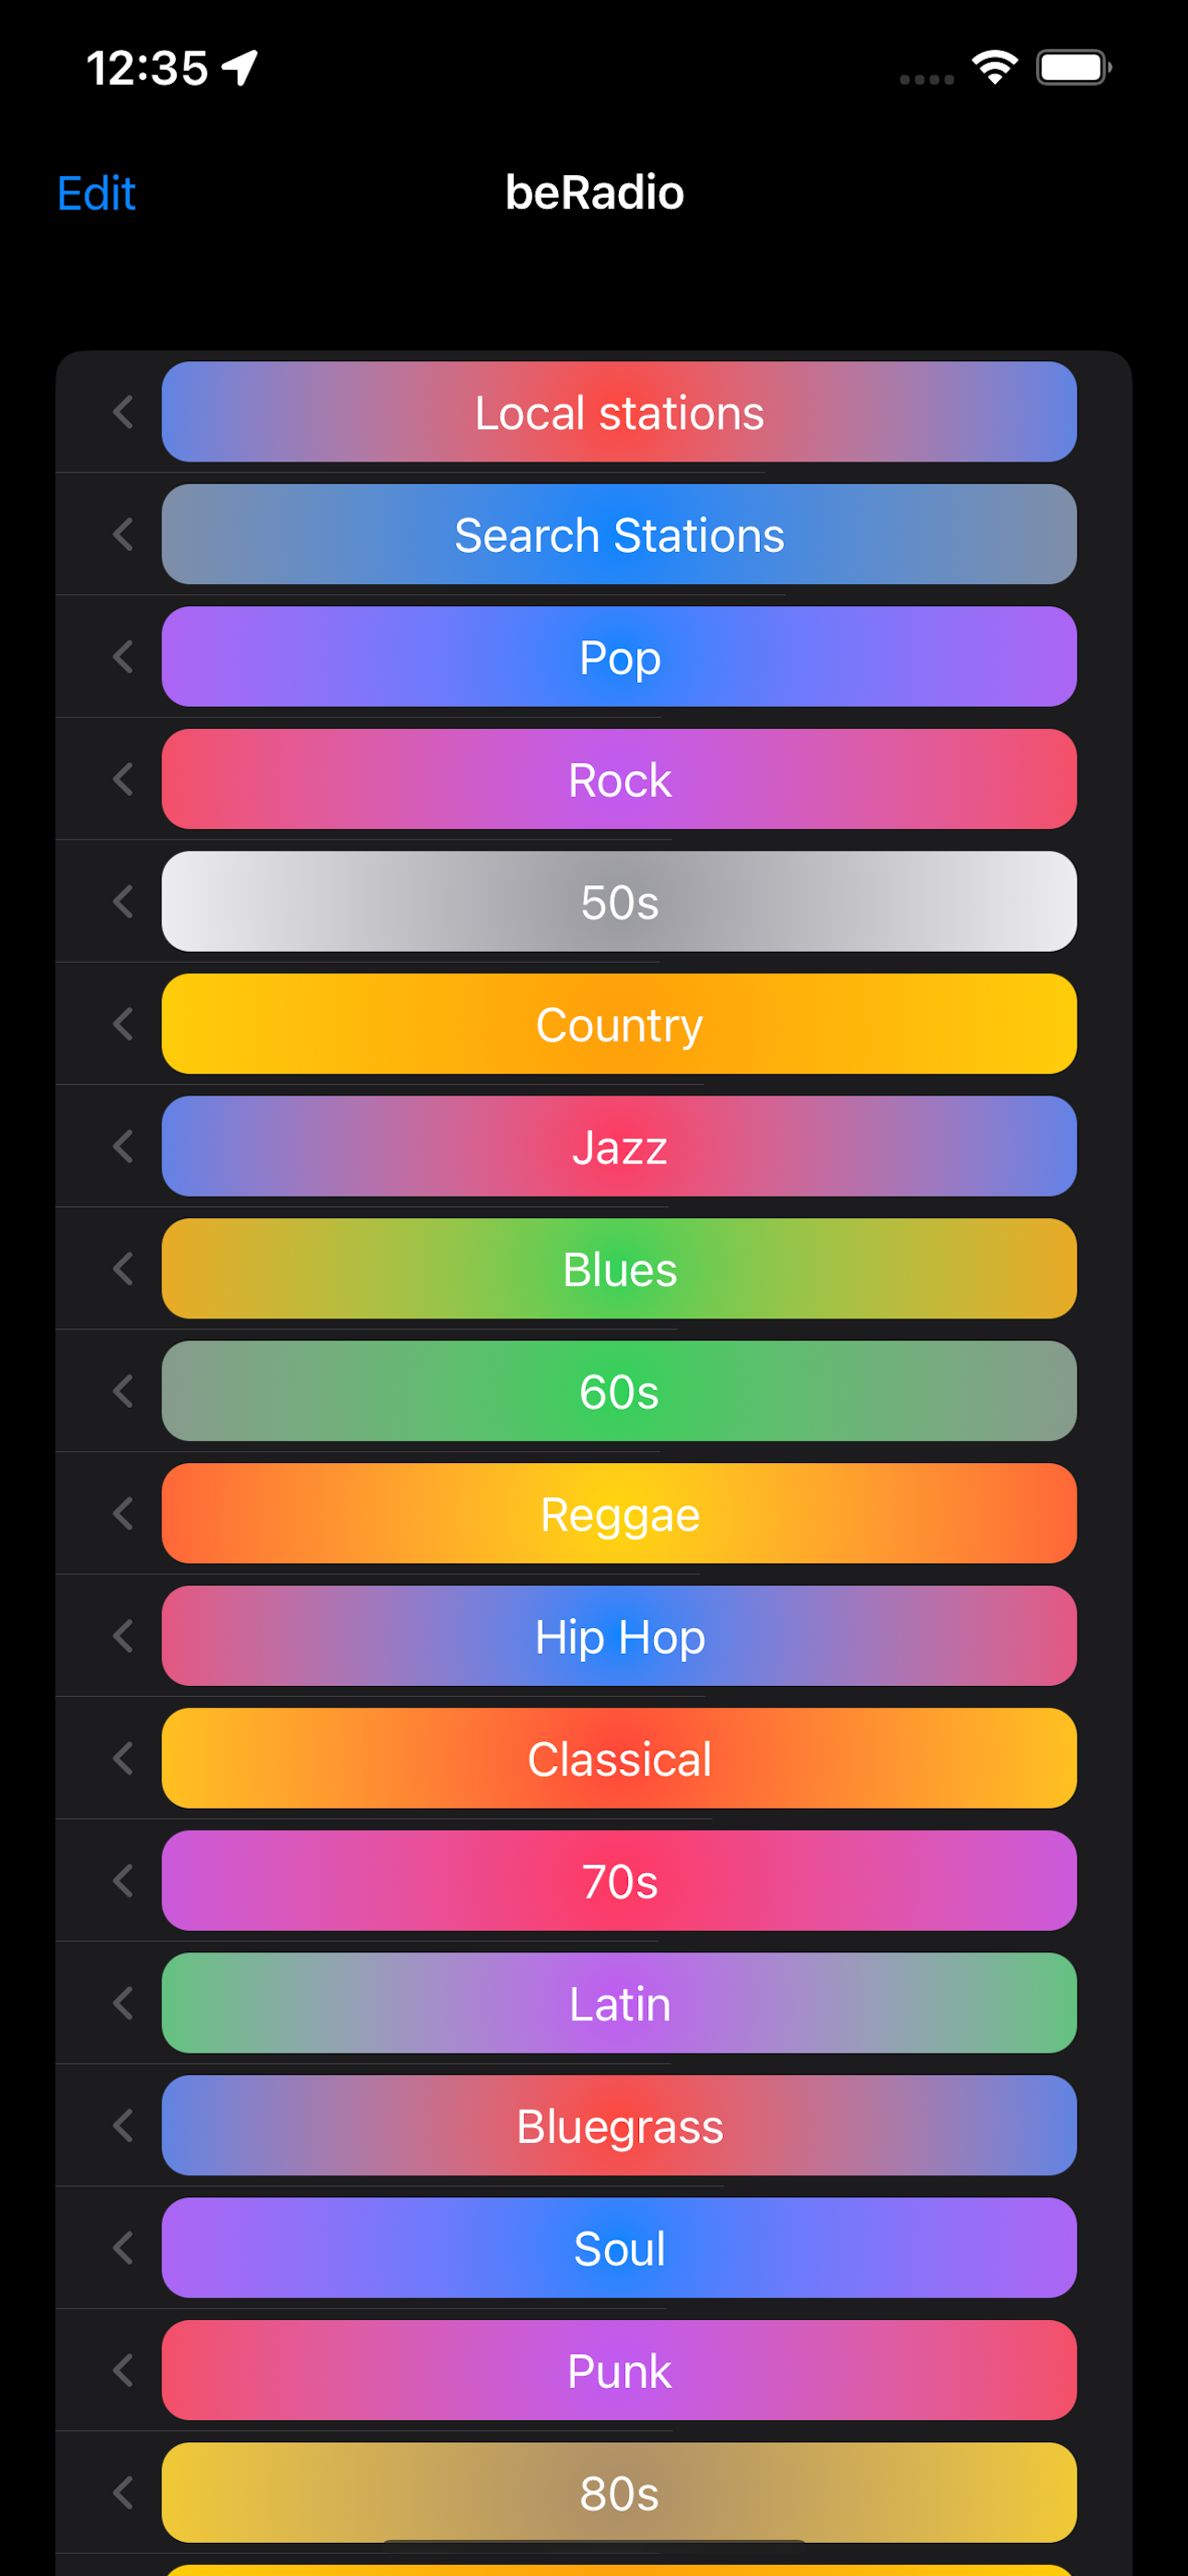 12:35
Edit
beRadio
Local stations
Search Stations
Pop
Rock
50s
Country
Jazz
Blues
60s
Reggae
Hip Hop
Classical
70s
Latin
Bluegrass
Soul
Punk
80s